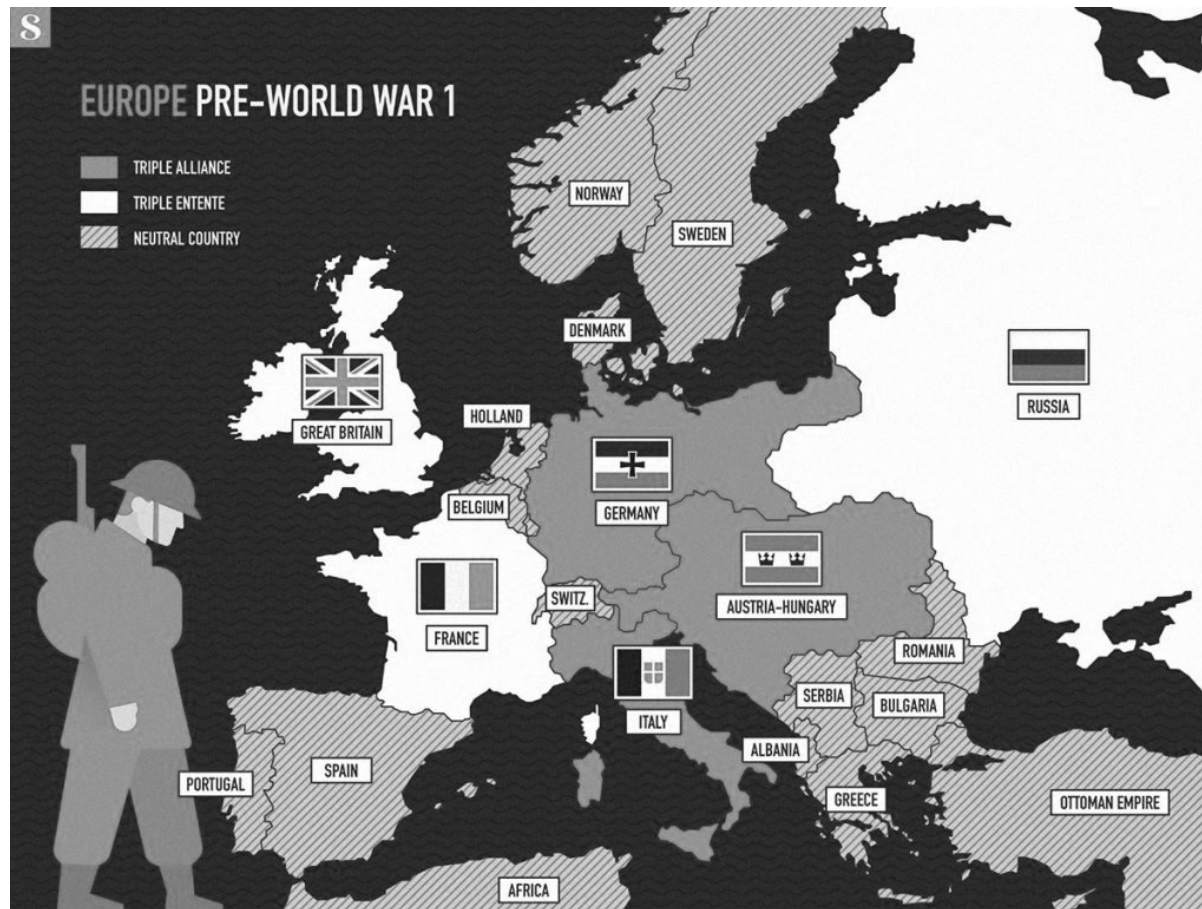 S
EUROPE PRE-WORLD WAR 1
TRIPLE ALLIANCE
TRIPLE ENTENTE
NEUTRAL COUNTRY
NORWAY
SWEDEN
DENMARK
RUSSIA
HOLLAND
GREAT BRITAIN
BELGIUM
GERMANY
SWITZ.
AUSTRIA-HUNGARY
FRANCE
ROMANIA
SERBIA
BULGARIA
ITALY
ALBANIA
SPAIN
PORTUGAL
GREECE
OTTOMAN EMPIRE
AFRICA